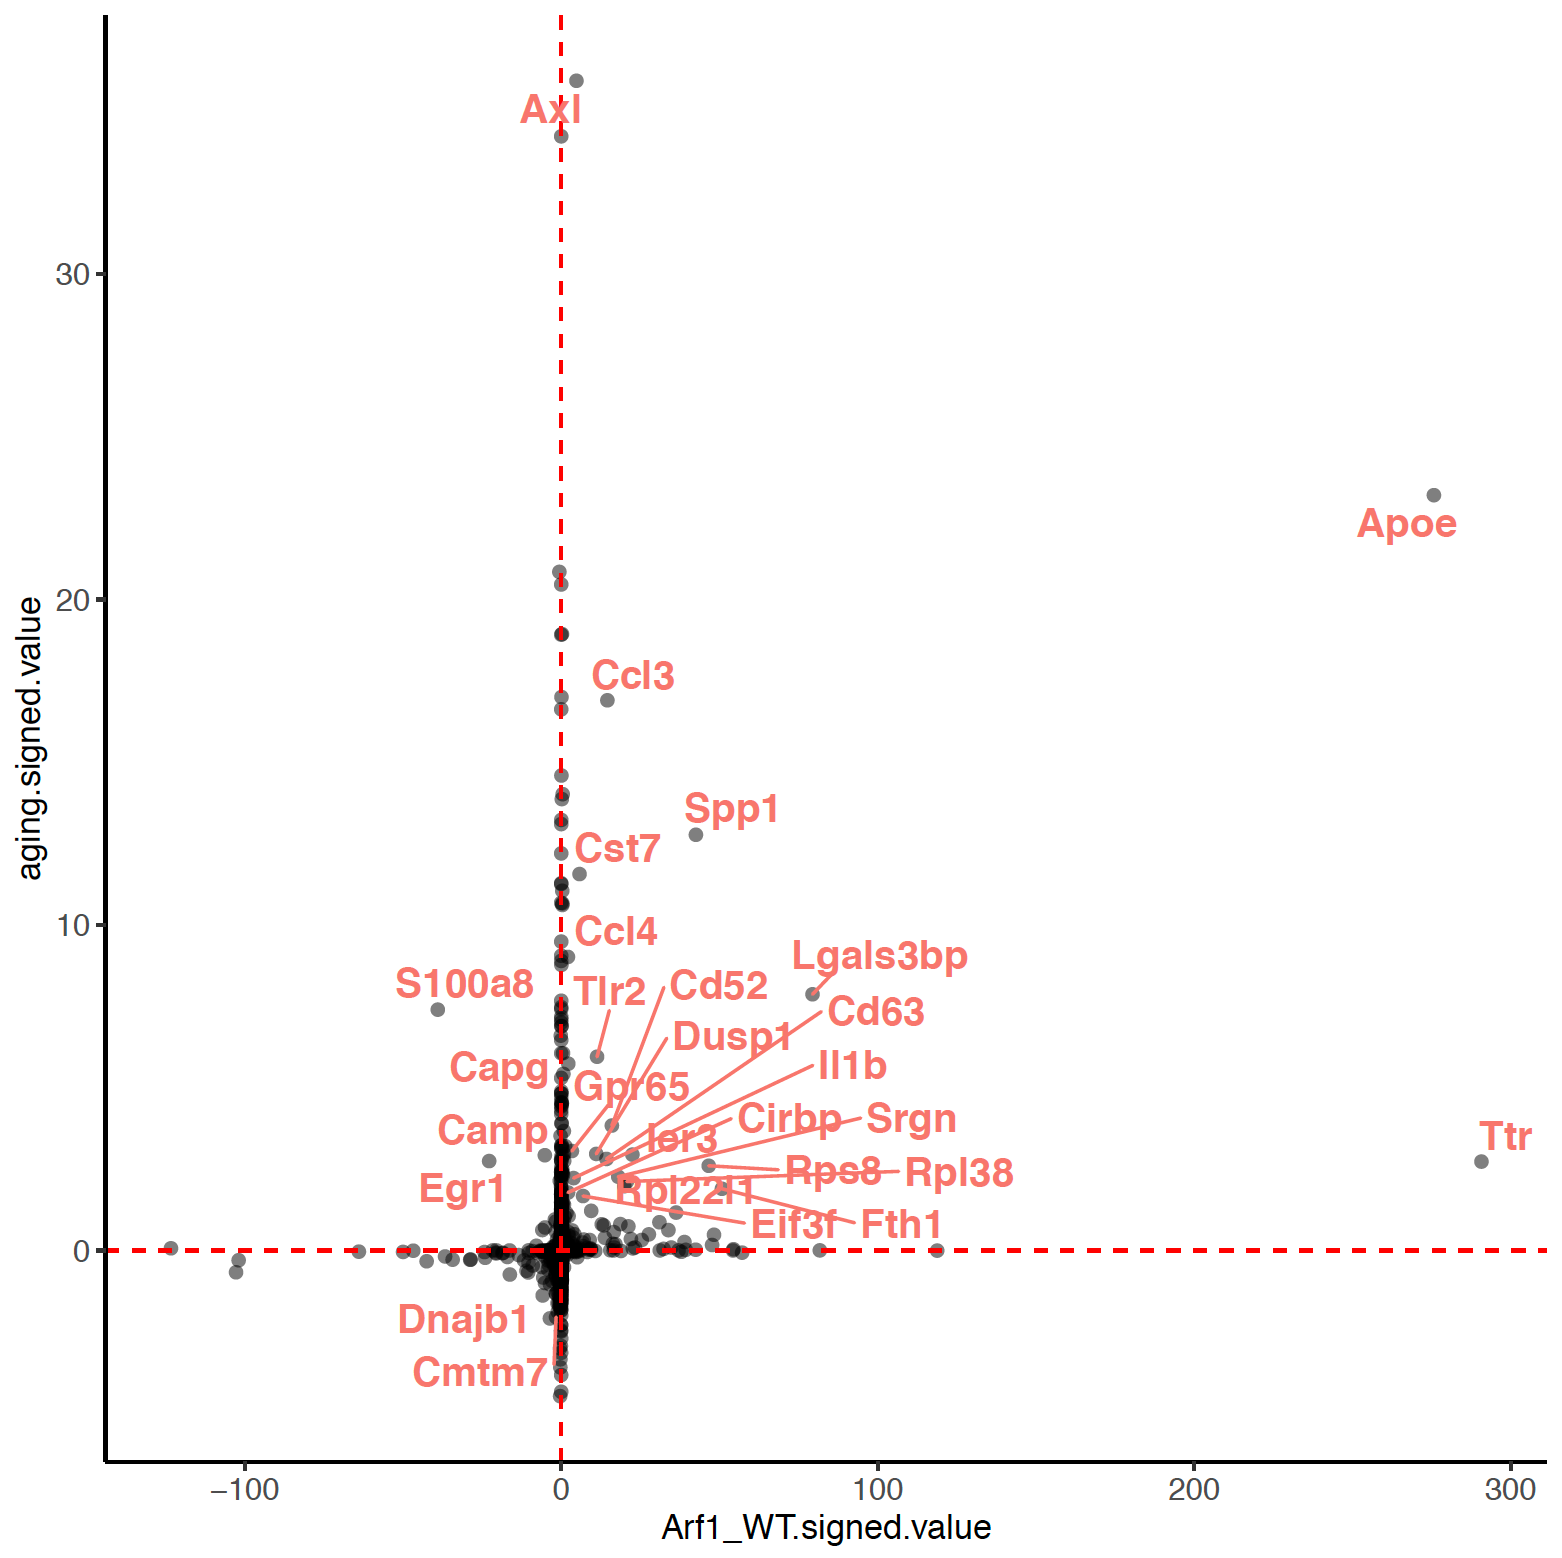 Axl
30
Apoe
20
Ccl3
Spp1
Cst7
10
Ccl4
Lgals3bp
S100a8
Tlr2
Cd52
Cd63
Dusp1
Capg
Il1b
Gpr65
Camp
Ier3
Cirbp
Srgn
Ttr
Egr1
Rpl22l1
Rps8
Rpl38
Eif3f
Fth1
0
Dnajb1
Cmtm7
−100
0
100
200
300
Arf1_WT.signed.value
aging.signed.value